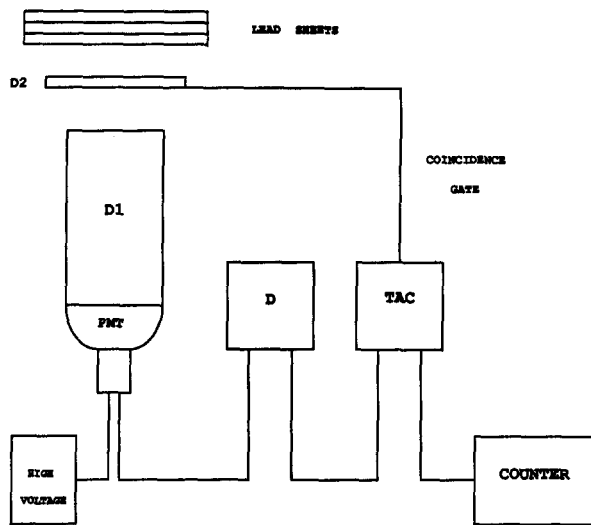 LEAD SHEETS
D2
COINCIDENCE
GATE
D1
D
TAC
PMT
HIGH
VOLTAGE
COUNTER